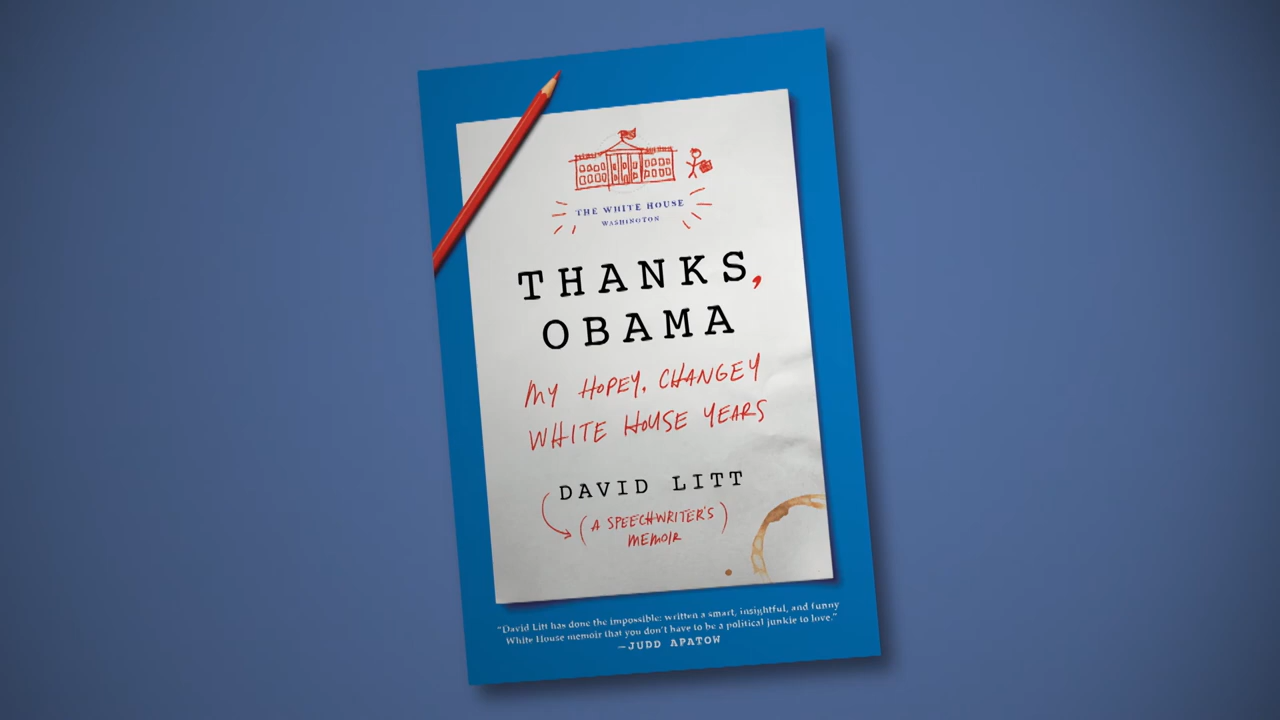 THE WHITE HOUSE
WASHINGTON
THANKS,
OBAMA
MY HOPEY, CHANGEY
WHITE HOUSE YEARS
DAVID LITT
(A SPEECHWRITER'S
MEMOIR)
"David Litt has done the impossible: written a smart, insightful, and funny
White House memoir that you don't have to be a political junkie to love."
—JUDD APATOW